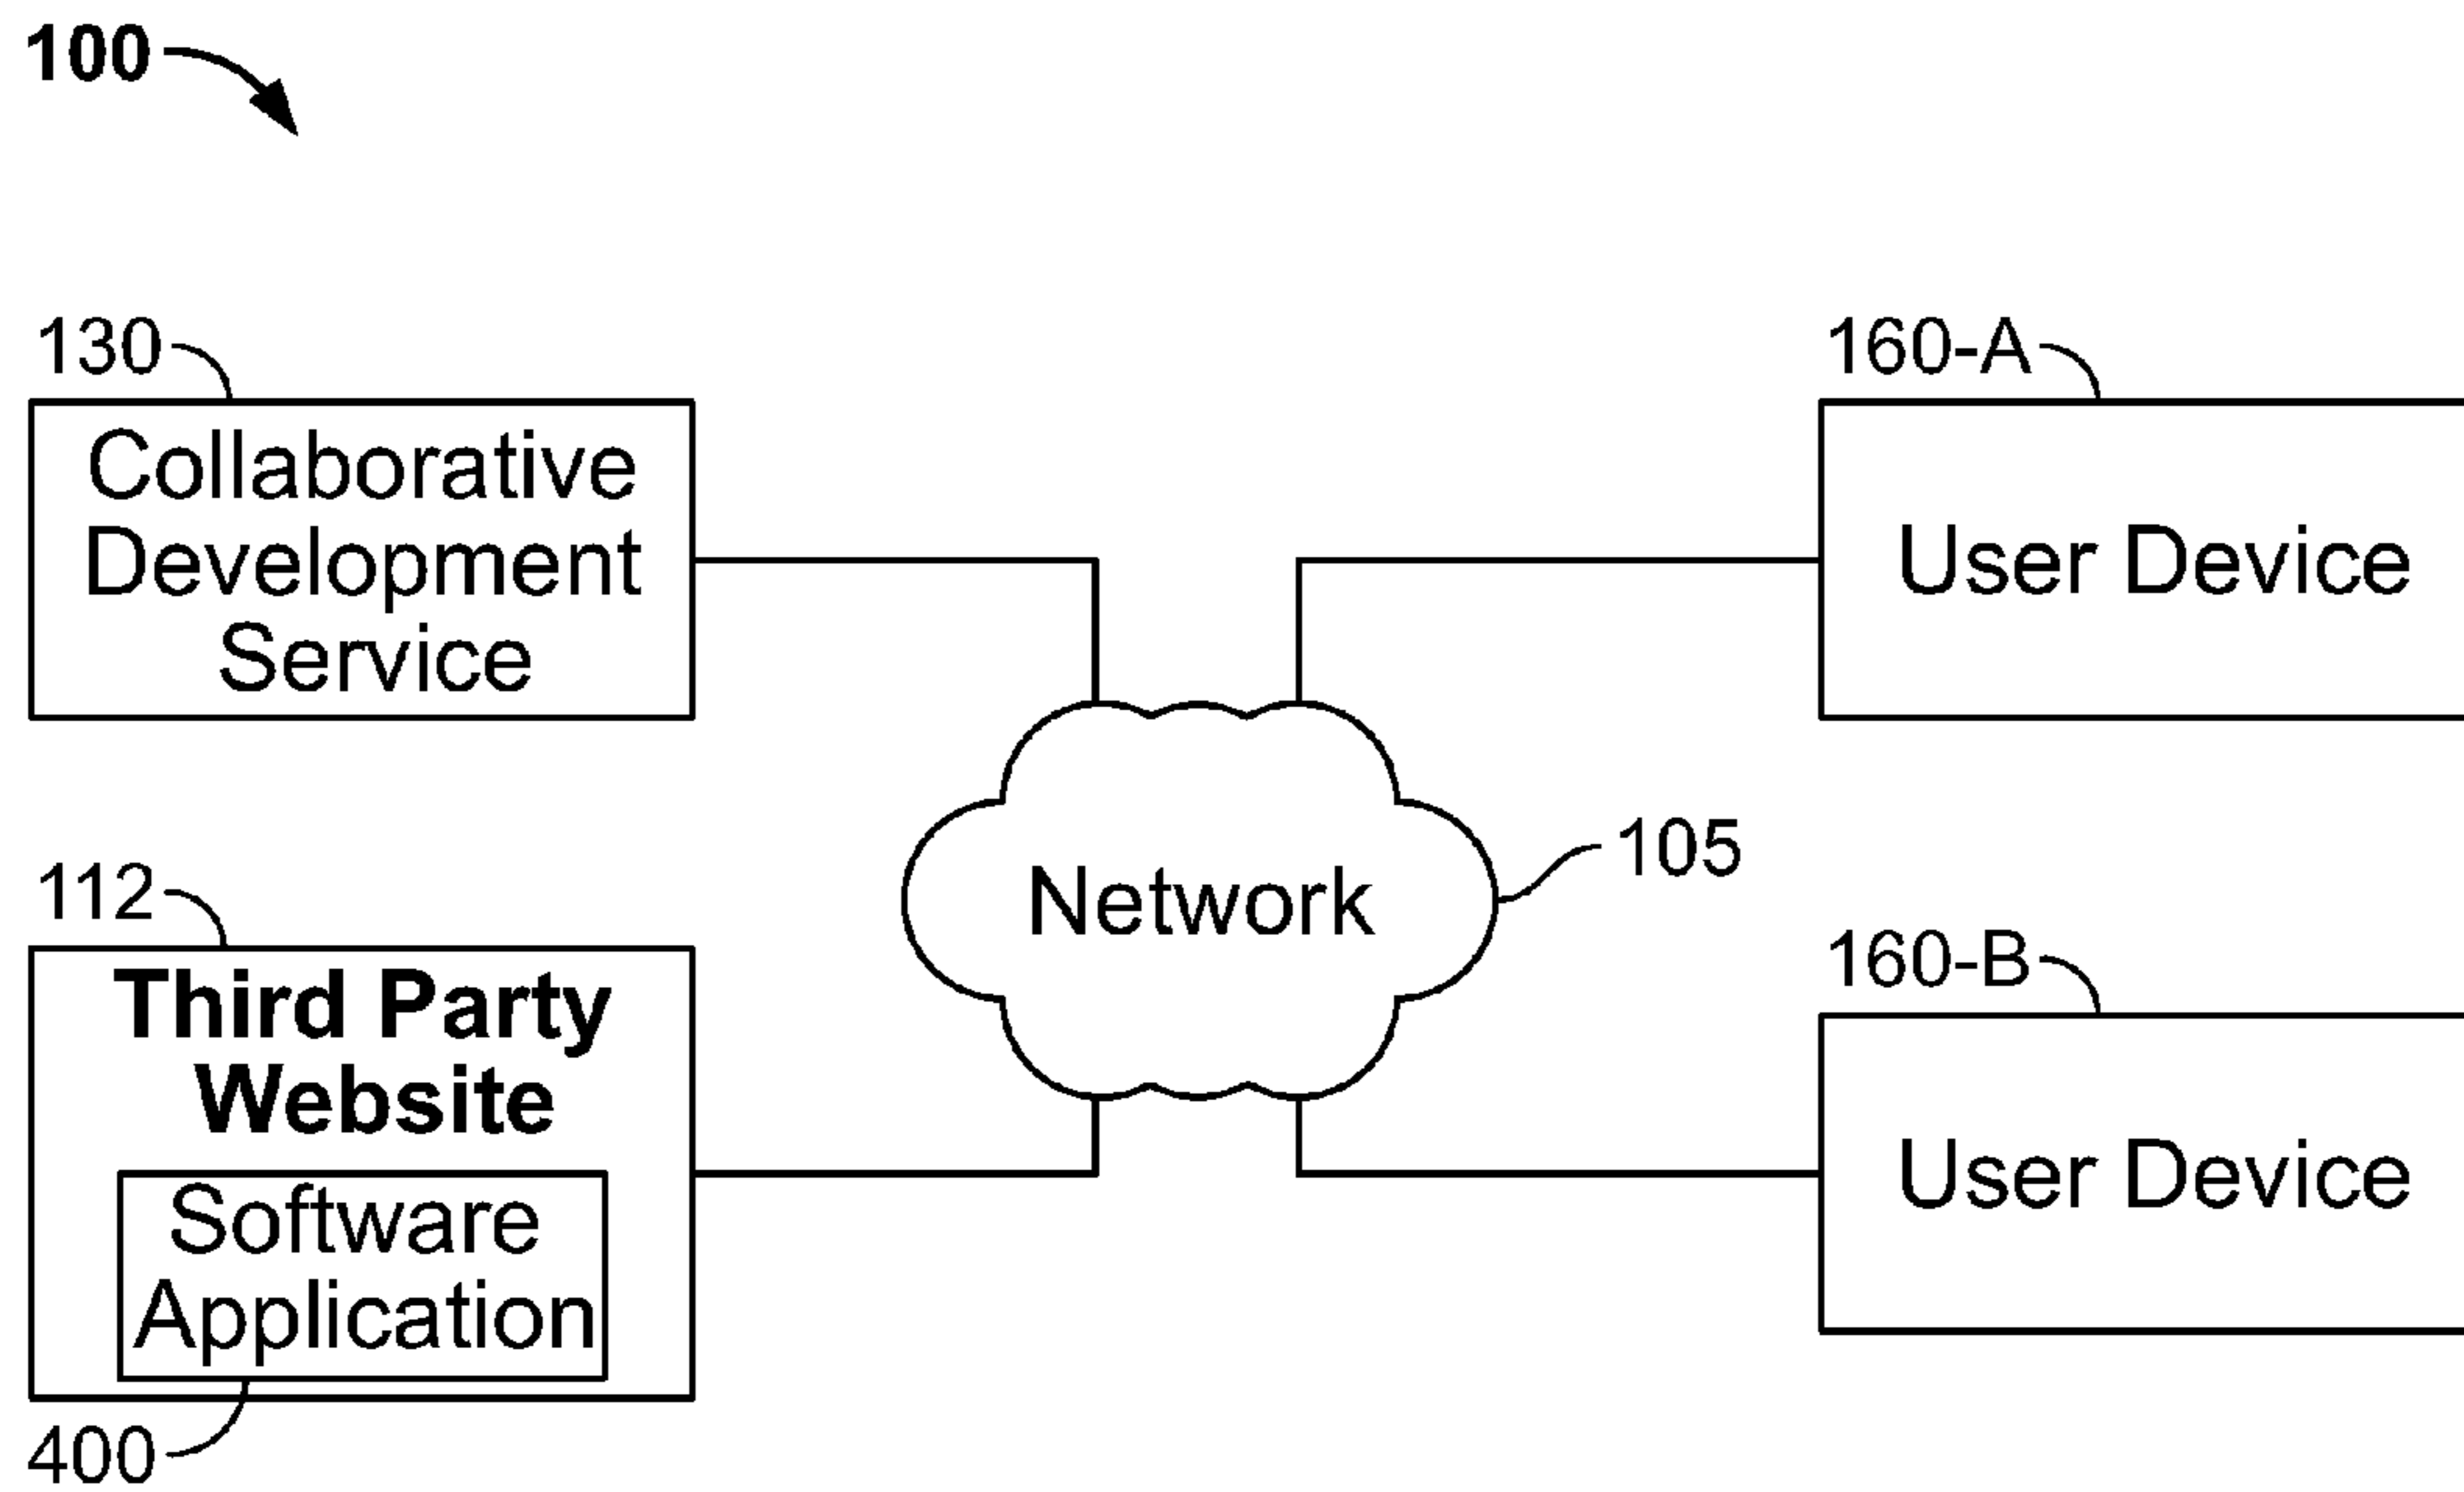 100
130
Collaborative
Development
Service
160-A
User Device
Network
105
112
Third Party
Website
Software
Application
400
160-B
User Device